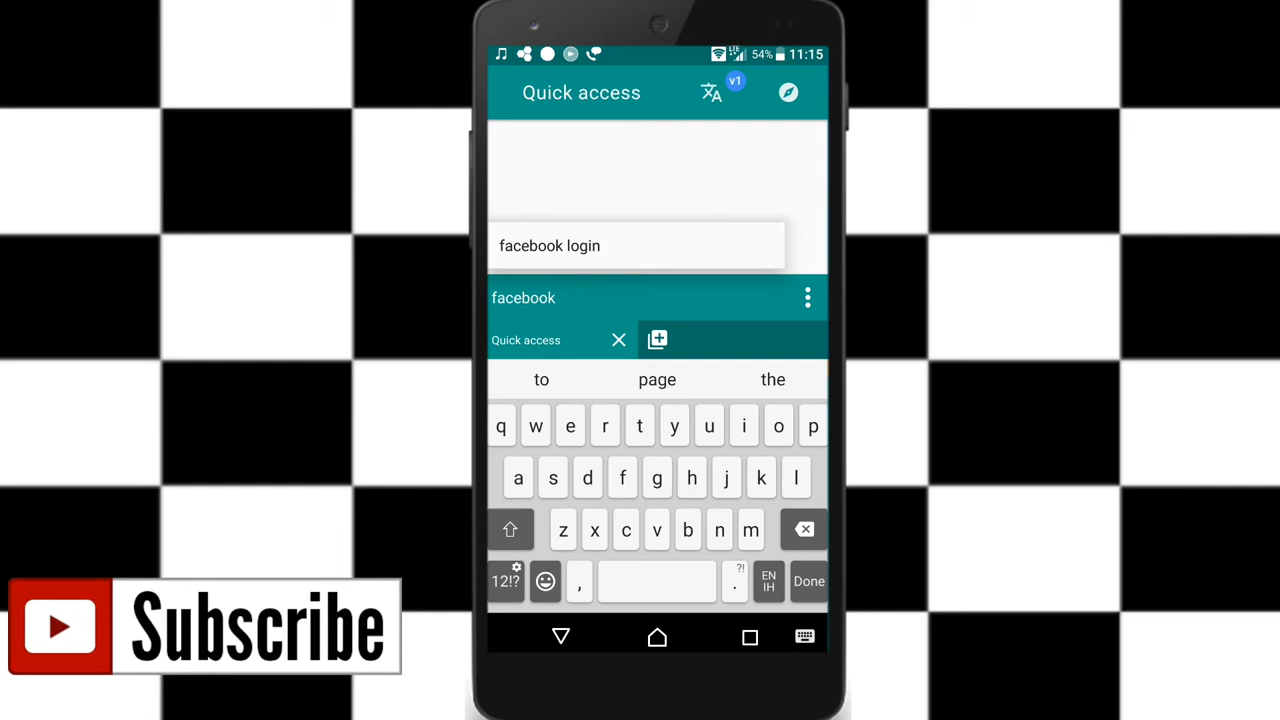 LTE 54% 11:15
Quick access
v1
facebook login
facebook
Quick access
to page the
q w e r t y u i o p
a s d f g h j k l
z x c v b n m
12!? , ?! . EN IH Done
Subscribe